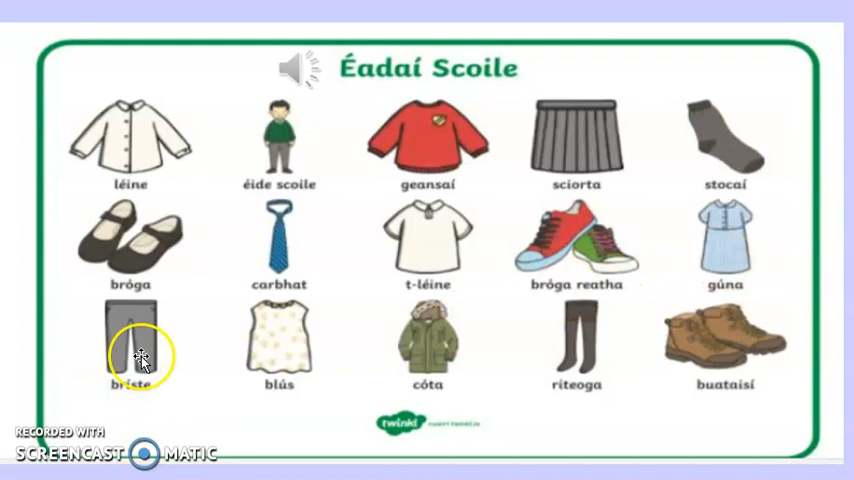 Éadaí Scoile
léine
éide scoile
geansaí
sciorta
stocaí
bróga
carbhat
t-léine
bróga reatha
gúna
bríste
blús
cóta
riteoga
buataisí
twinkl
RECORDED WITH
SCREENCAST MATIC